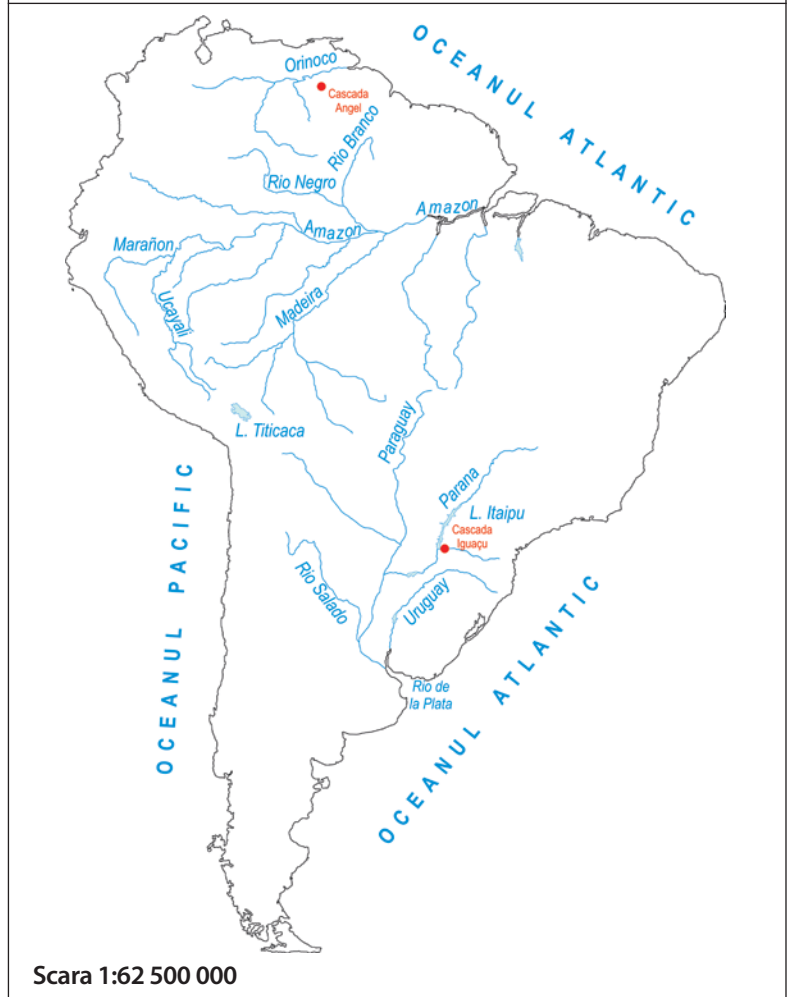 OCEANUL ATLANTIC
Orinoco
Cascada
Angel
Rio Branco
Rio Negro
Amazon
Amazon
Marañon
Ucayali
Madeira
L. Titicaca
Paraguay
Parana
L. Itaipu
Cascada
Iguaçu
Rio Salado
Uruguay
Rio de
la Plata
OCEANUL PACIFIC
OCEANUL ATLANTIC
Scara 1:62 500 000